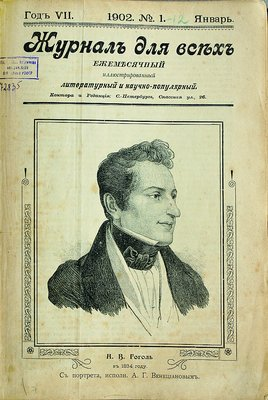 Годъ VII. 1902. №. 1.-12 Январь.
Журналъ для всѣхъ
ЕЖЕМѢСЯЧНЫЙ
иллюстрированный
литературный и научно-популярный.
Контора и Редакція: С.-Петербургъ, Спасская ул., 26.
Н. В. Гоголь
въ 1834 году.
Съ портрета, исполн. А. Г. Венеціановымъ.